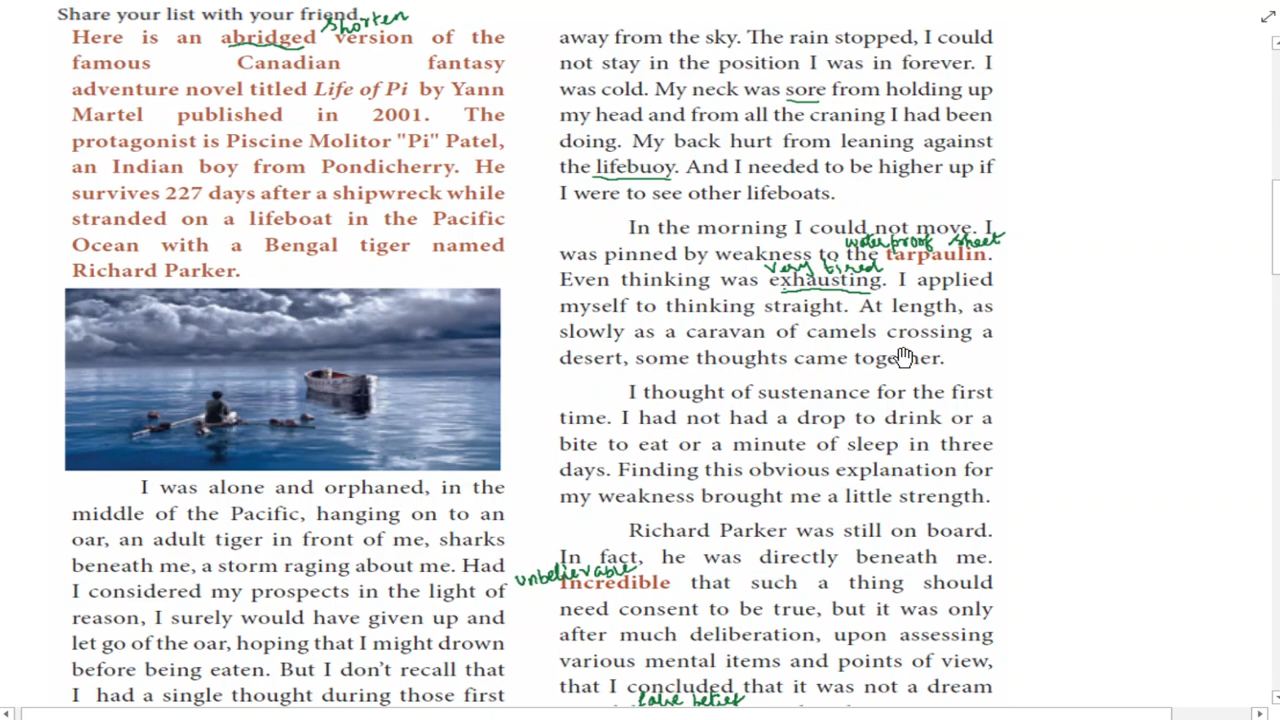 Share your list with your friend.
shorten
Here is an abridged version of the
famous Canadian fantasy
adventure novel titled Life of Pi by Yann
Martel published in 2001. The
protagonist is Piscine Molitor "Pi" Patel,
an Indian boy from Pondicherry. He
survives 227 days after a shipwreck while
stranded on a lifeboat in the Pacific
Ocean with a Bengal tiger named
Richard Parker.
I was alone and orphaned, in the
middle of the Pacific, hanging on to an
oar, an adult tiger in front of me, sharks
beneath me, a storm raging about me. Had
I considered my prospects in the light of
reason, I surely would have given up and
let go of the oar, hoping that I might drown
before being eaten. But I don't recall that
I had a single thought during those first
away from the sky. The rain stopped, I could
not stay in the position I was in forever. I
was cold. My neck was sore from holding up
my head and from all the craning I had been
doing. My back hurt from leaning against
the lifebuoy. And I needed to be higher up if
I were to see other lifeboats.
In the morning I could not move. I
waterproof sheet
was pinned by weakness to the tarpaulin.
very tired
Even thinking was exhausting. I applied
myself to thinking straight. At length, as
slowly as a caravan of camels crossing a
desert, some thoughts came together.
I thought of sustenance for the first
time. I had not had a drop to drink or a
bite to eat or a minute of sleep in three
days. Finding this obvious explanation for
my weakness brought me a little strength.
Richard Parker was still on board.
In fact, he was directly beneath me.
unbelievable
Incredible that such a thing should
need consent to be true, but it was only
after much deliberation, upon assessing
various mental items and points of view,
that I concluded that it was not a dream
false belief